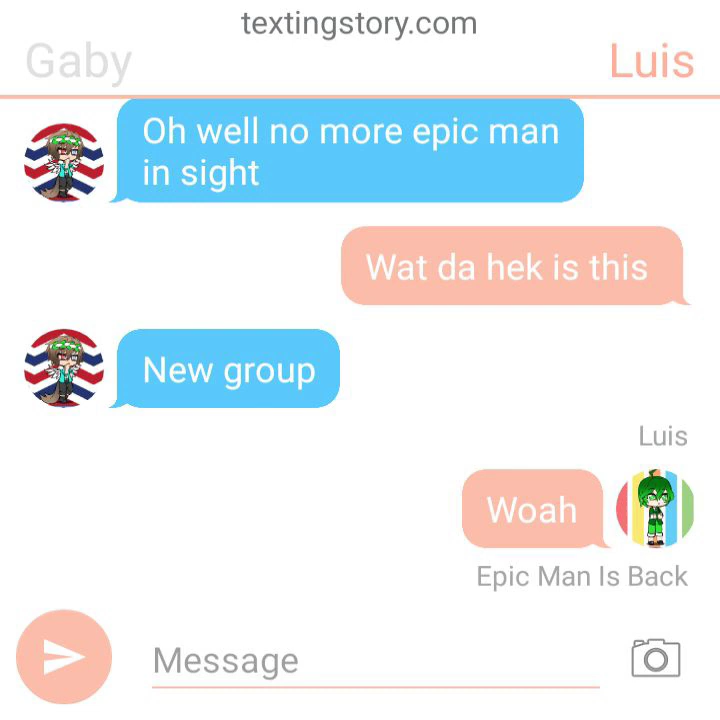 textingstory.com
Gaby
Luis
Oh well no more epic man
in sight
Wat da hek is this
New group
Luis
Woah
Epic Man Is Back
Message